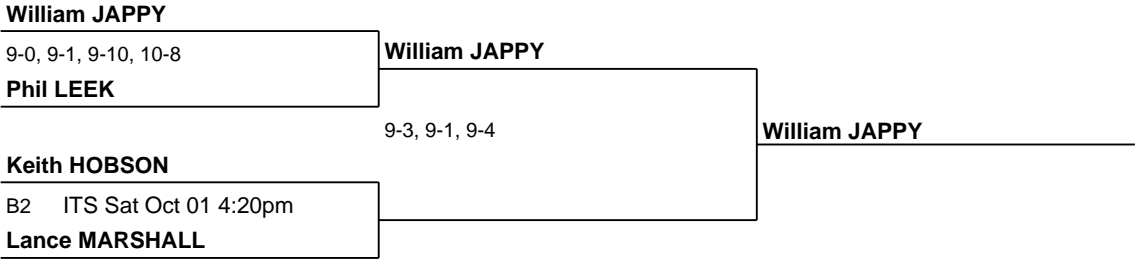 William JAPPY
9-0, 9-1, 9-10, 10-8
William JAPPY
Phil LEEK
9-3, 9-1, 9-4
William JAPPY
Keith HOBSON
B2 ITS Sat Oct 01 4:20pm
Lance MARSHALL